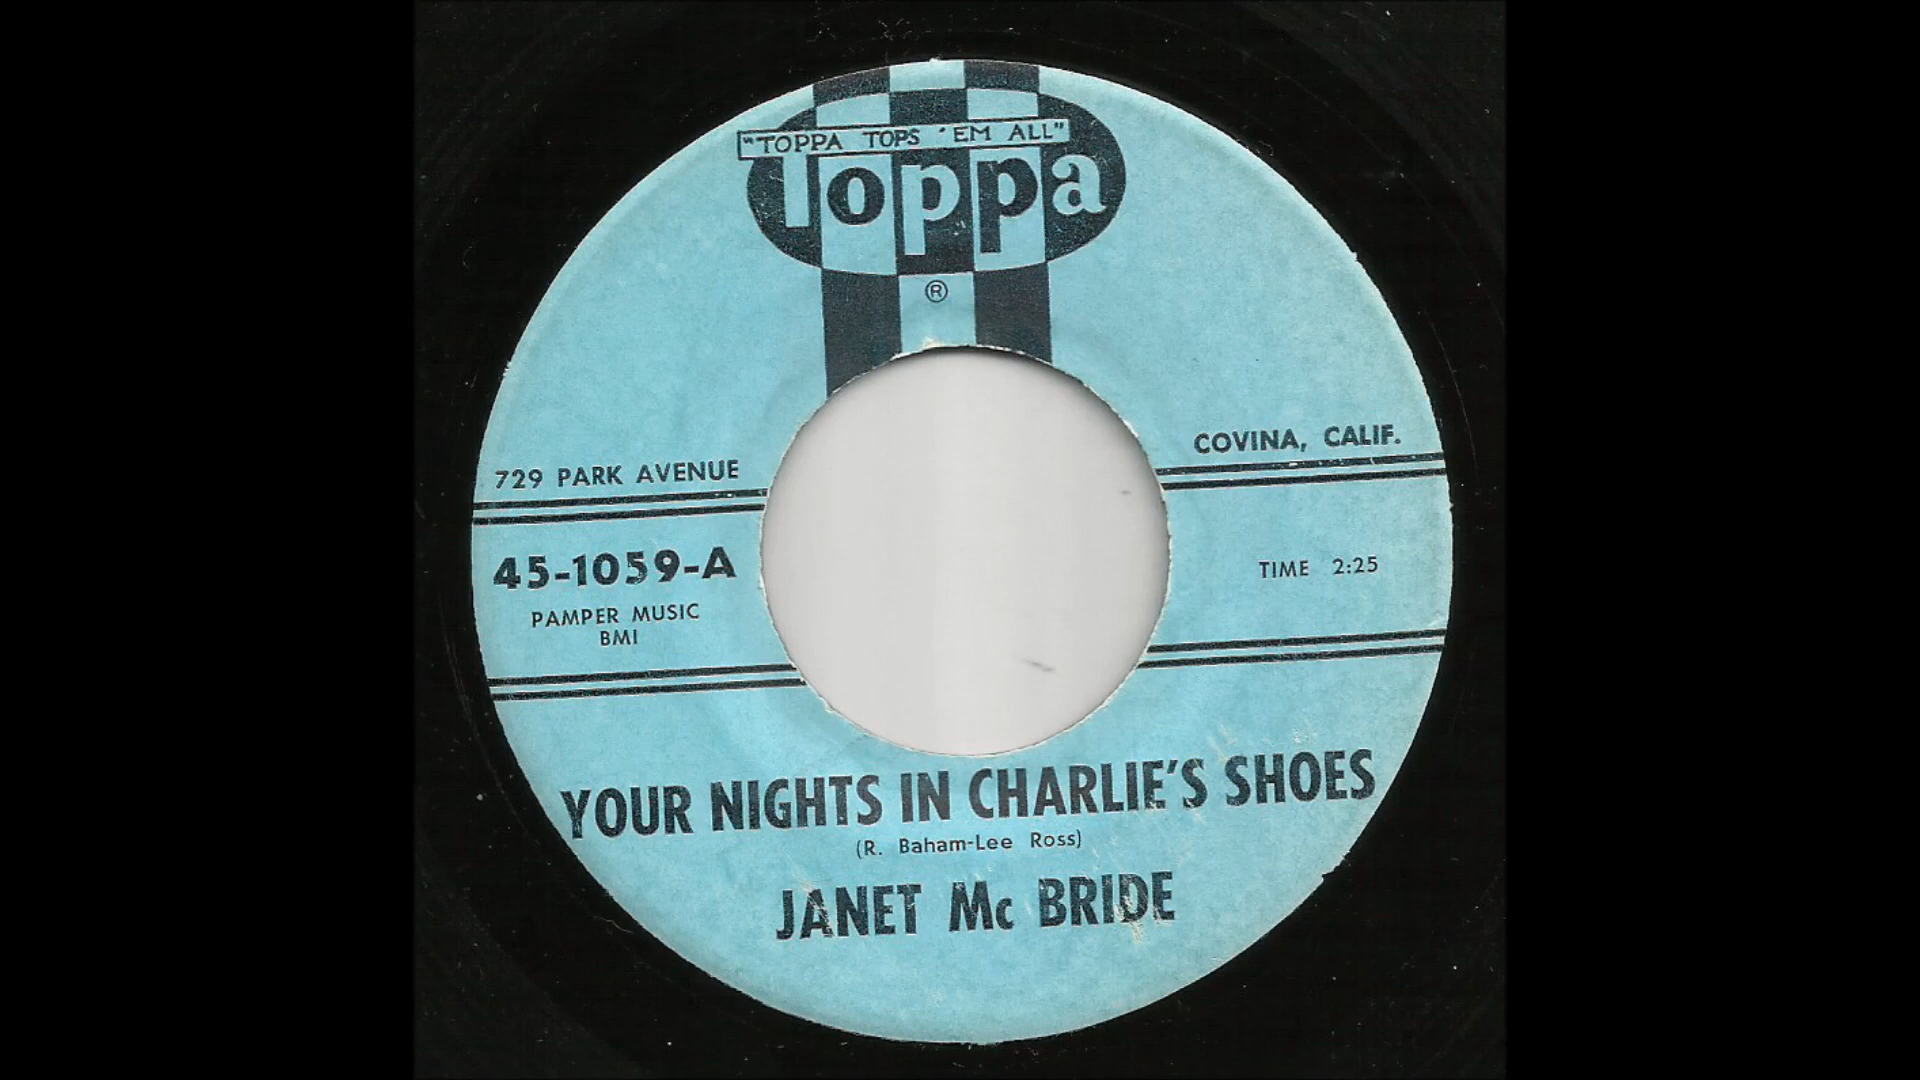 "TOPPA TOPS 'EM ALL"
Toppa
®
729 PARK AVENUE
COVINA, CALIF.
45-1059-A
TIME 2:25
PAMPER MUSIC
BMI
YOUR NIGHTS IN CHARLIE'S SHOES
(R. Baham-Lee Ross)
JANET Mc BRIDE